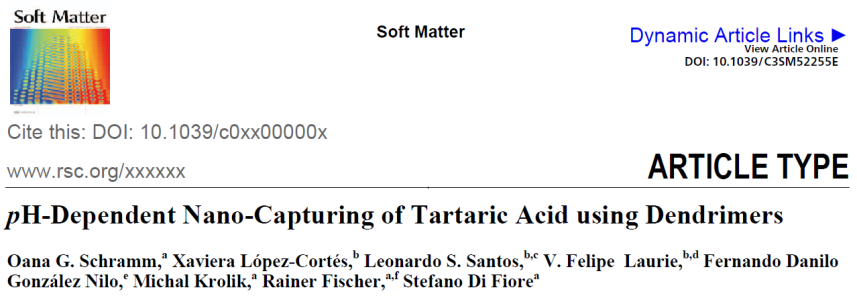 Soft Matter
Soft Matter
Dynamic Article Links ►
View Article Online
DOI: 10.1039/C3SM52255E
Cite this: DOI: 10.1039/c0xx00000x
www.rsc.org/xxxxxx
ARTICLE TYPE
pH-Dependent Nano-Capturing of Tartaric Acid using Dendrimers
Oana G. Schramm,a Xaviera López-Cortés,b Leonardo S. Santos,b,c V. Felipe Laurie,b,d Fernando Danilo
González Nilo,e Michal Krolik,a Rainer Fischer,a,f Stefano Di Fiorea